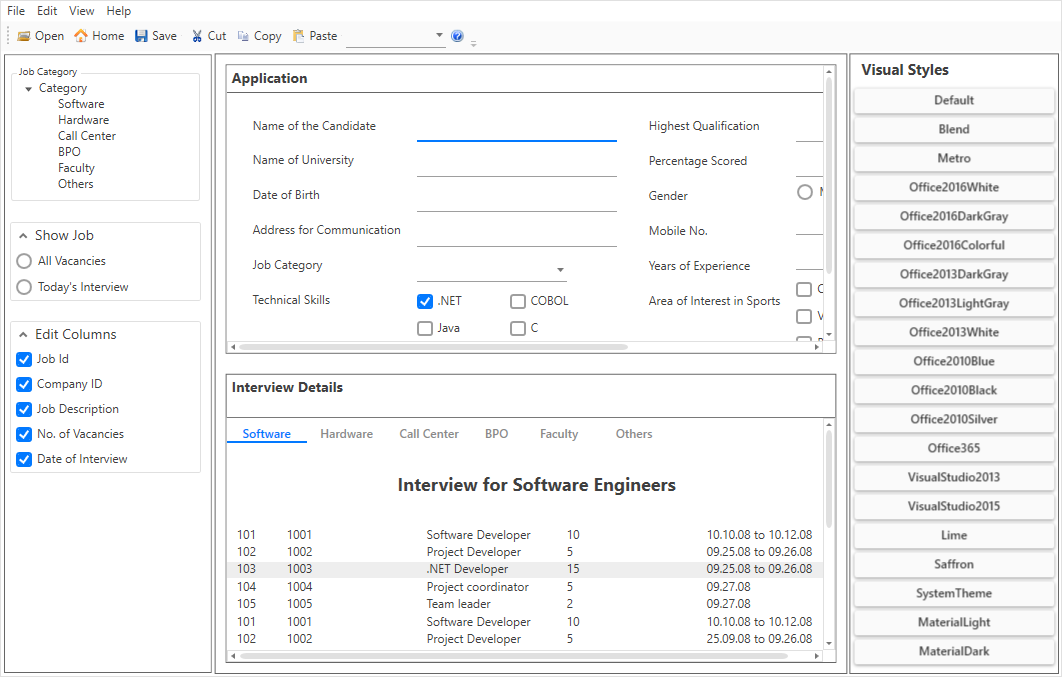 File Edit View Help
Open Home Save Cut Copy Paste
Job Category
Category
Software
Hardware
Call Center
BPO
Faculty
Others
Show Job
All Vacancies
Today's Interview
Edit Columns
Job Id
Company ID
Job Description
No. of Vacancies
Date of Interview
Application
Name of the Candidate Highest Qualification
Name of University Percentage Scored
Date of Birth Gender
Address for Communication Mobile No.
Job Category Years of Experience
Technical Skills .NET COBOL Area of Interest in Sports
Java C
Interview Details
Software Hardware Call Center BPO Faculty Others
Interview for Software Engineers
101 1001 Software Developer 10 10.10.08 to 10.12.08
102 1002 Project Developer 5 09.25.08 to 09.26.08
103 1003 .NET Developer 15 09.25.08 to 09.26.08
104 1004 Project coordinator 5 09.27.08
105 1005 Team leader 2 09.27.08
101 1001 Software Developer 10 10.10.08 to 10.12.08
102 1002 Project Developer 5 25.09.08 to 09.26.08
Visual Styles
Default
Blend
Metro
Office2016White
Office2016DarkGray
Office2016Colorful
Office2013DarkGray
Office2013LightGray
Office2013White
Office2010Blue
Office2010Black
Office2010Silver
Office365
VisualStudio2013
VisualStudio2015
Lime
Saffron
SystemTheme
MaterialLight
MaterialDark